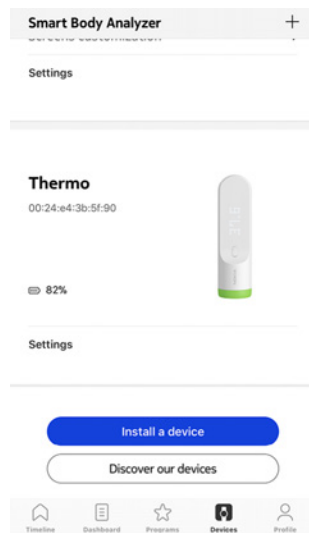 Smart Body Analyzer
Settings
Thermo
00:24:e4:3b:5f:90
82%
Settings
Install a device
Discover our devices
Timeline
Dashboard
Programs
Devices
Profile